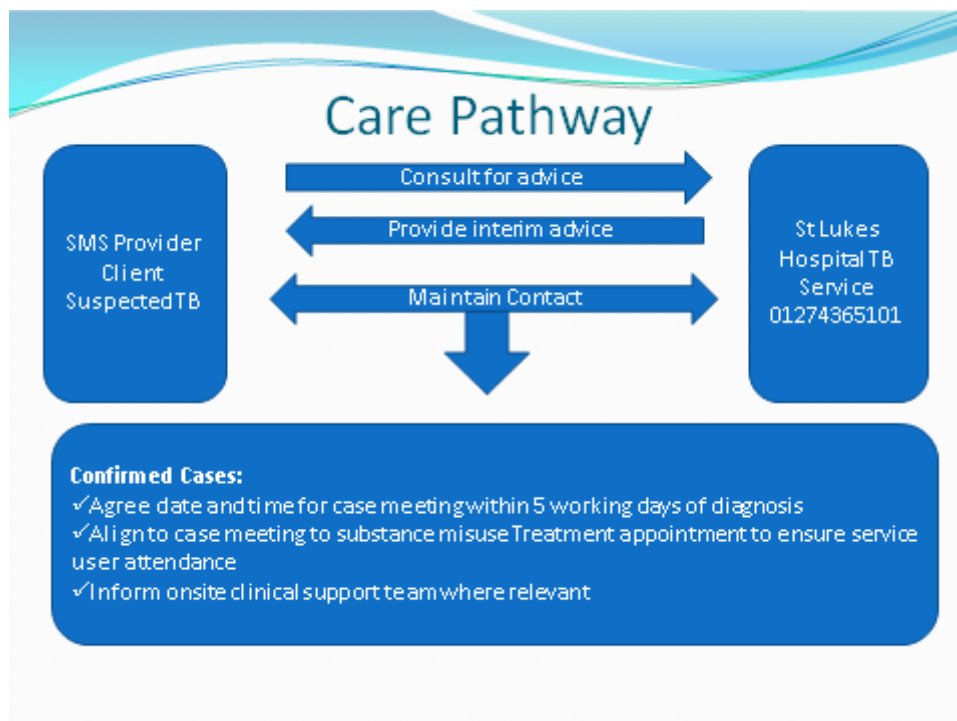 Care Pathway
SMS Provider
Client
Suspected TB
Consult for advice
Provide interim advice
Maintain Contact
St Lukes
Hospital TB
Service
01274365101
Confirmed Cases:
✓Agree date and time for case meeting within 5 working days of diagnosis
✓Align to case meeting to substance misuse Treatment appointment to ensure service
user attendance
✓Inform onsite clinical support team where relevant